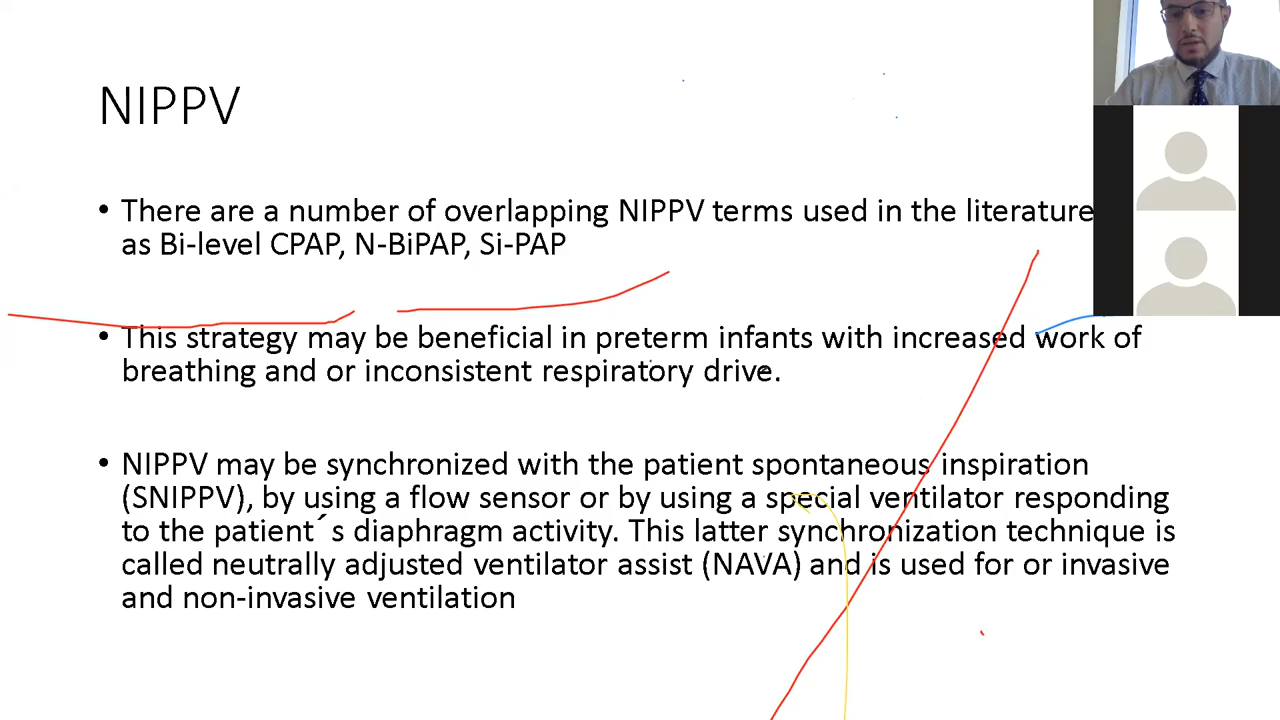 NIPPV
• There are a number of overlapping NIPPV terms used in the literature
as Bi-level CPAP, N-BiPAP, Si-PAP
• This strategy may be beneficial in preterm infants with increased work of
breathing and or inconsistent respiratory drive.
• NIPPV may be synchronized with the patient spontaneous inspiration
(SNIPPV), by using a flow sensor or by using a special ventilator responding
to the patient´s diaphragm activity. This latter synchronization technique is
called neutrally adjusted ventilator assist (NAVA) and is used for or invasive
and non-invasive ventilation